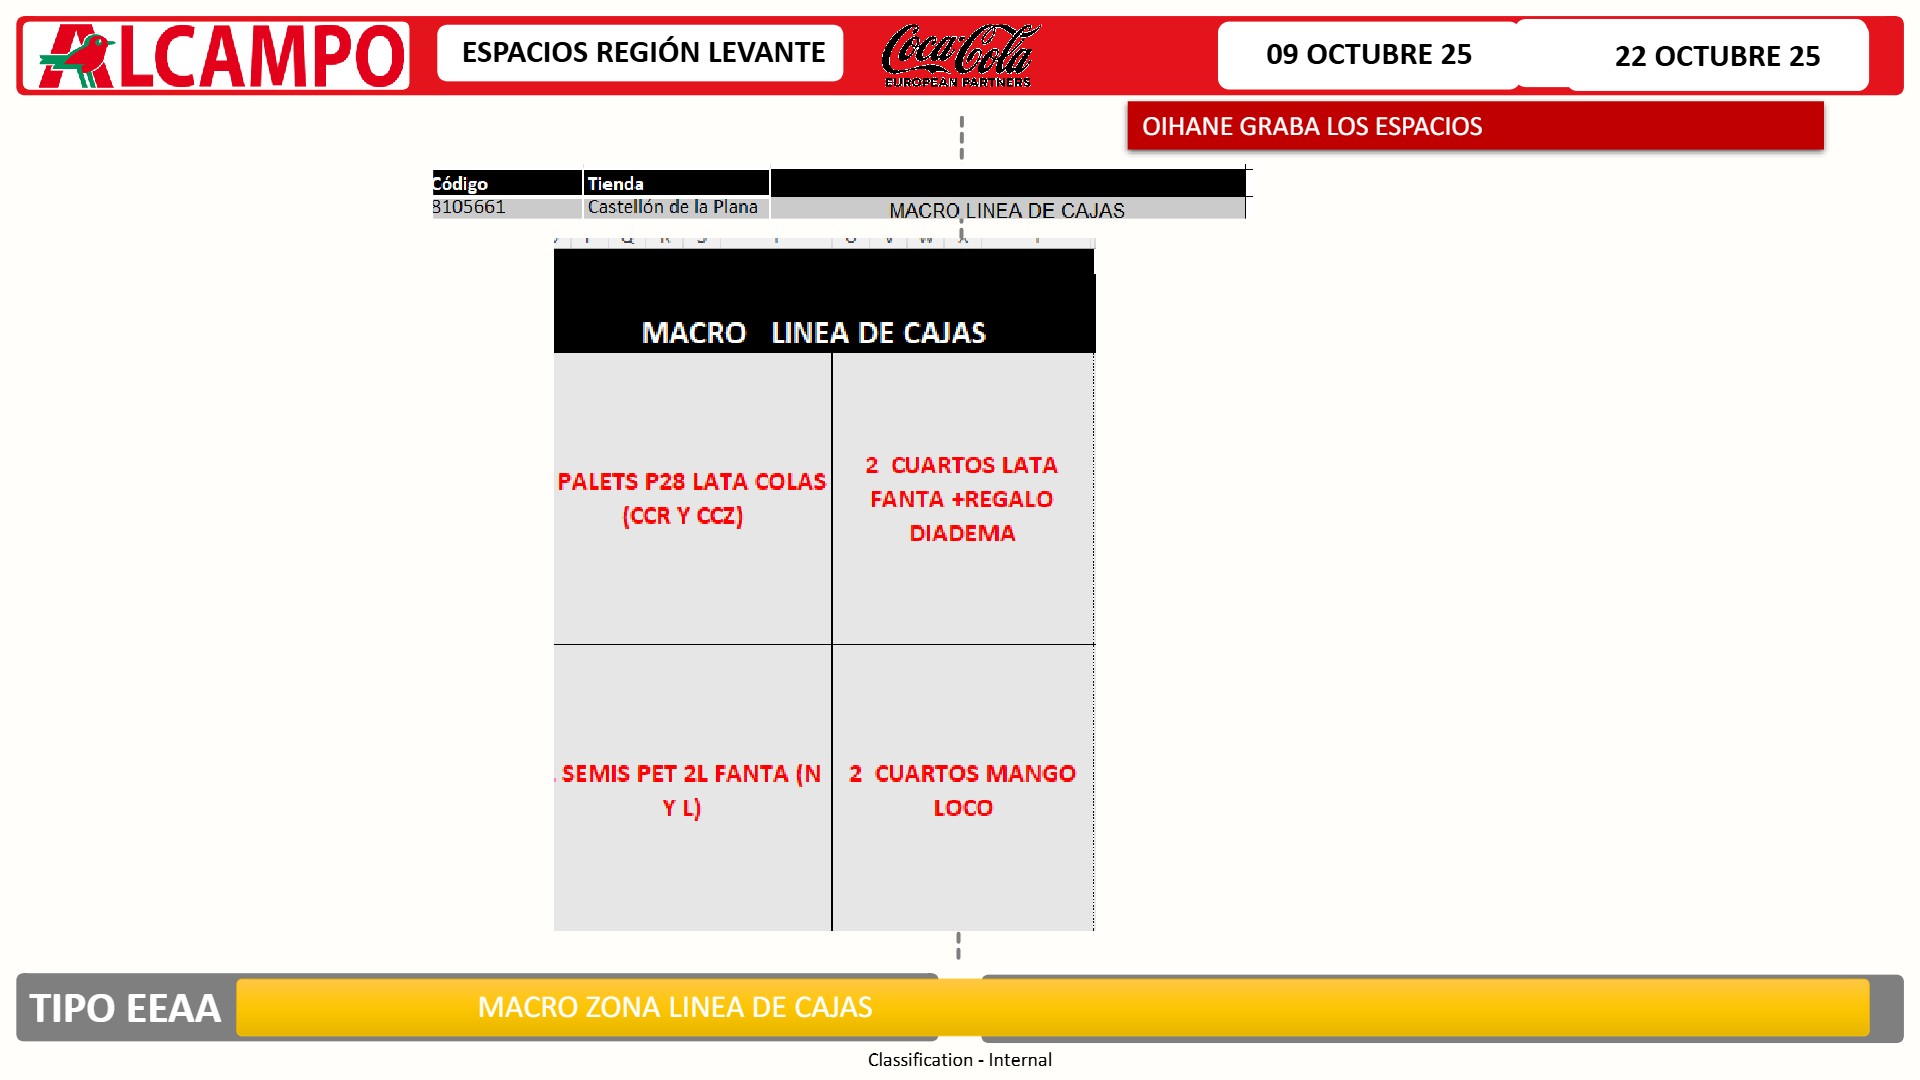 ALCAMPO
ESPACIOS REGIÓN LEVANTE
Coca-Cola
EUROPEAN PARTNERS
09 OCTUBRE 25
22 OCTUBRE 25
OIHANE GRABA LOS ESPACIOS
Código Tienda
8105661 Castellón de la Plana MACRO LINEA DE CAJAS
MACRO LINEA DE CAJAS
PALETS P28 LATA COLAS
(CCR Y CCZ)
2 CUARTOS LATA
FANTA +REGALO
DIADEMA
SEMIS PET 2L FANTA (N
Y L)
2 CUARTOS MANGO
LOCO
TIPO EEAA
MACRO ZONA LINEA DE CAJAS
Classification - Internal